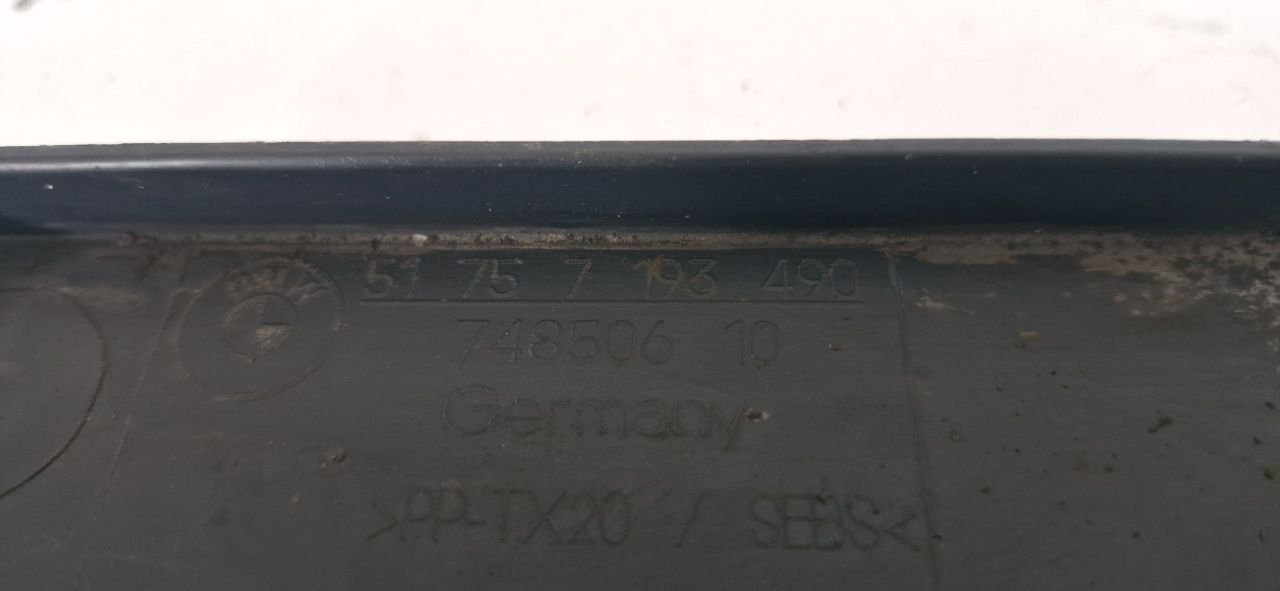 51 75 7 193 490
748506 10
Germany
>PP-TX20 / SEBS<